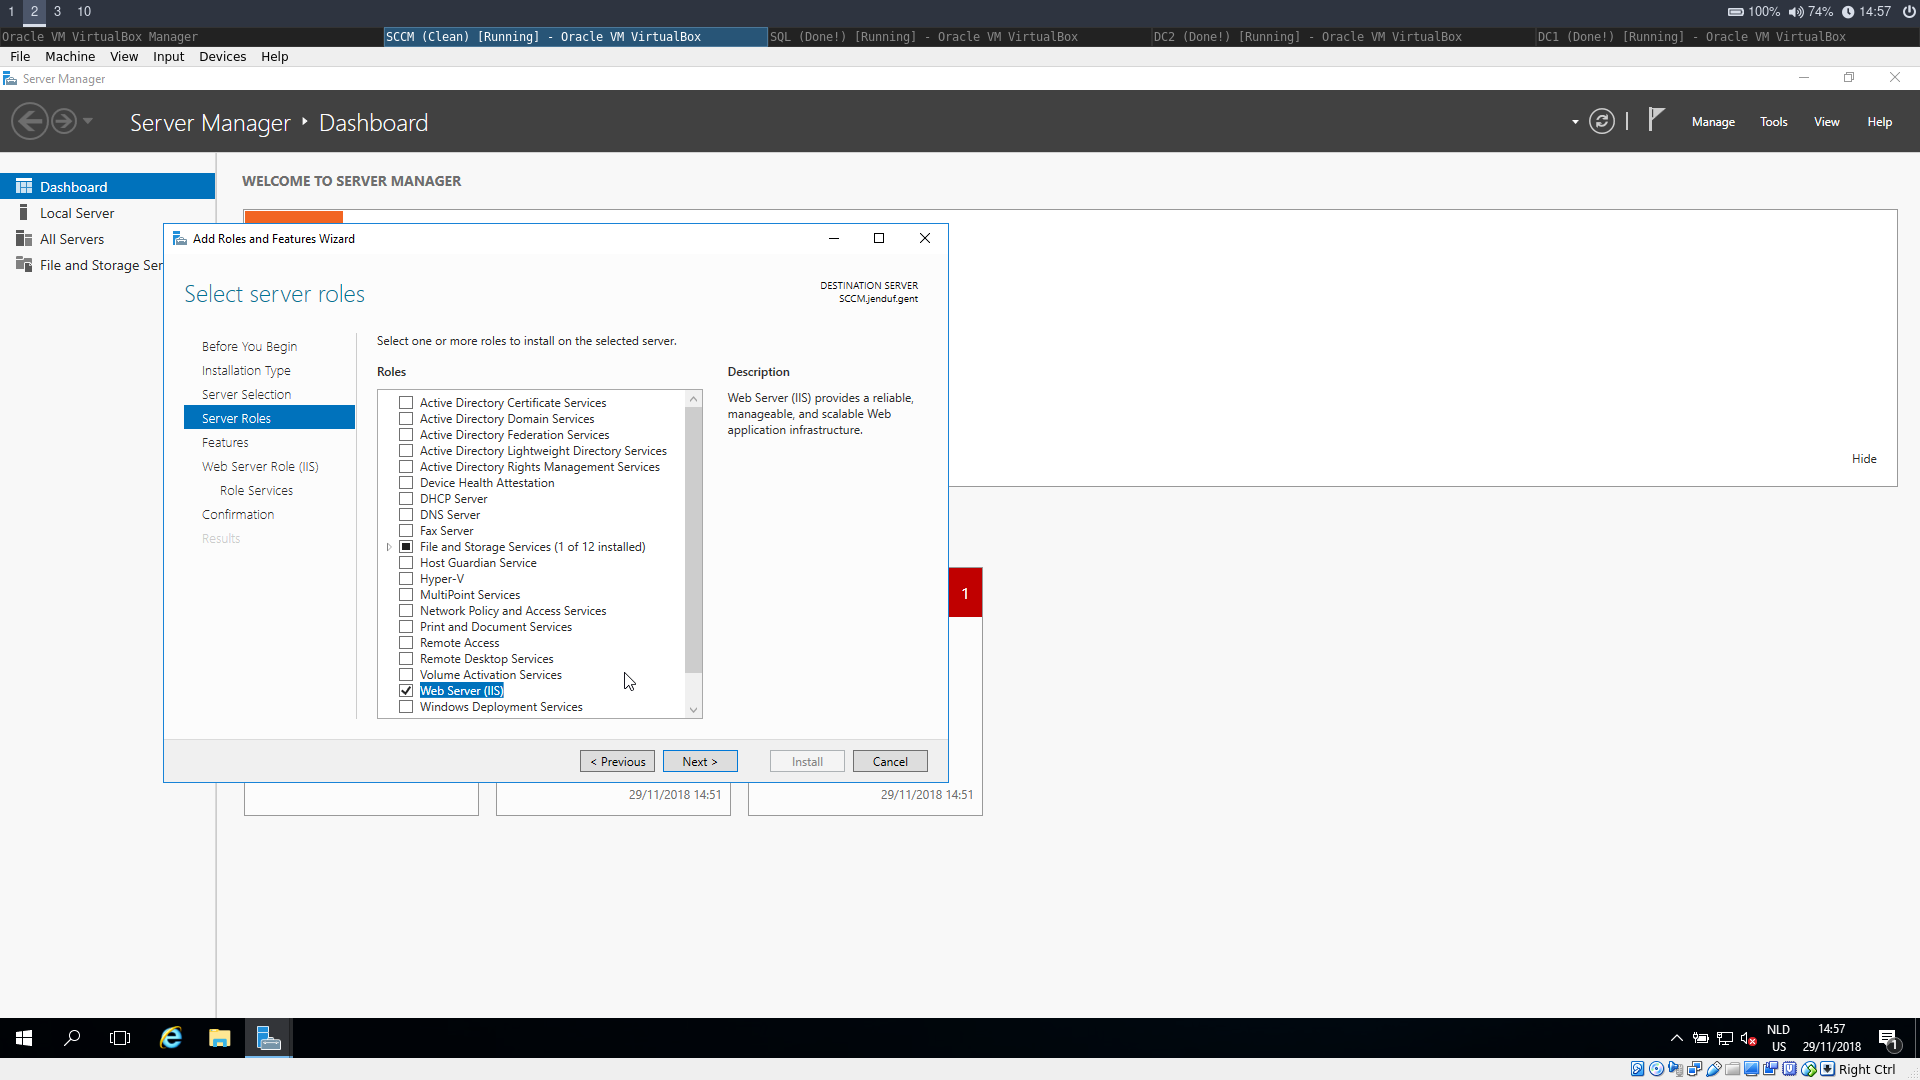 1 2 3 10 100% 74% 14:57
Oracle VM VirtualBox Manager SCCM (Clean) [Running] - Oracle VM VirtualBox SQL (Done!) [Running] - Oracle VM VirtualBox DC2 (Done!) [Running] - Oracle VM VirtualBox DC1 (Done!) [Running] - Oracle VM VirtualBox
File Machine View Input Devices Help
Server Manager
Server Manager Dashboard Manage Tools View Help
Dashboard
Local Server
All Servers
File and Storage Ser
WELCOME TO SERVER MANAGER
Hide
Add Roles and Features Wizard
Select server roles
DESTINATION SERVER
SCCM.jenduf.gent
Before You Begin
Installation Type
Server Selection
Server Roles
Features
Web Server Role (IIS)
Role Services
Confirmation
Results
Select one or more roles to install on the selected server.
Roles
Active Directory Certificate Services
Active Directory Domain Services
Active Directory Federation Services
Active Directory Lightweight Directory Services
Active Directory Rights Management Services
Device Health Attestation
DHCP Server
DNS Server
Fax Server
File and Storage Services (1 of 12 installed)
Host Guardian Service
Hyper-V
MultiPoint Services
Network Policy and Access Services
Print and Document Services
Remote Access
Remote Desktop Services
Volume Activation Services
Web Server (IIS)
Windows Deployment Services
Description
Web Server (IIS) provides a reliable,
manageable, and scalable Web
application infrastructure.
< Previous Next > Install Cancel
1
29/11/2018 14:51
29/11/2018 14:51
NLD
US
14:57
29/11/2018
1
Right Ctrl